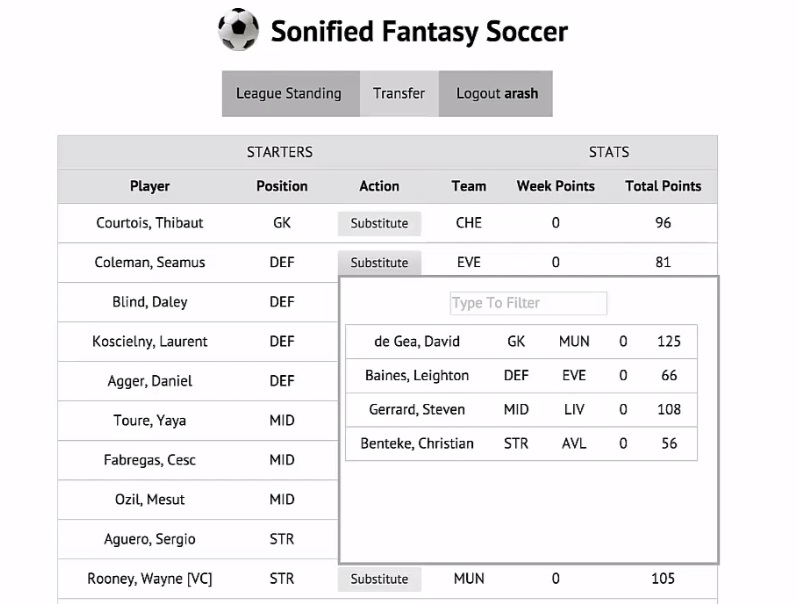 Sonified Fantasy Soccer
League Standing Transfer Logout arash
STARTERS STATS
Player Position Action Team Week Points Total Points
Courtois, Thibaut GK Substitute CHE 0 96
Coleman, Seamus DEF Substitute EVE 0 81
Blind, Daley DEF
Type To Filter
Koscielny, Laurent DEF
de Gea, David GK MUN 0 125
Agger, Daniel DEF
Baines, Leighton DEF EVE 0 66
Toure, Yaya MID
Gerrard, Steven MID LIV 0 108
Fabregas, Cesc MID
Benteke, Christian STR AVL 0 56
Ozil, Mesut MID
Aguero, Sergio STR
Rooney, Wayne [VC] STR Substitute MUN 0 105